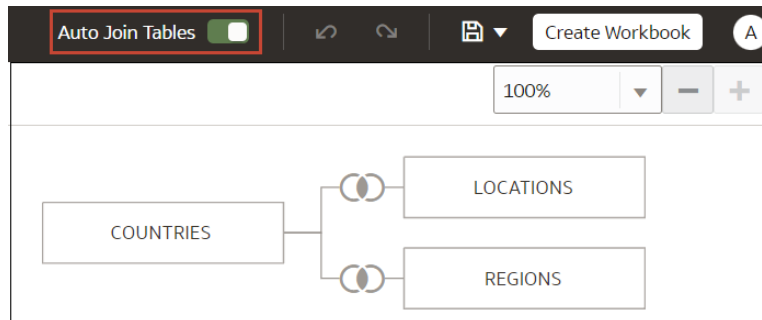 Auto Join Tables
Create Workbook
A
100%
LOCATIONS
COUNTRIES
REGIONS